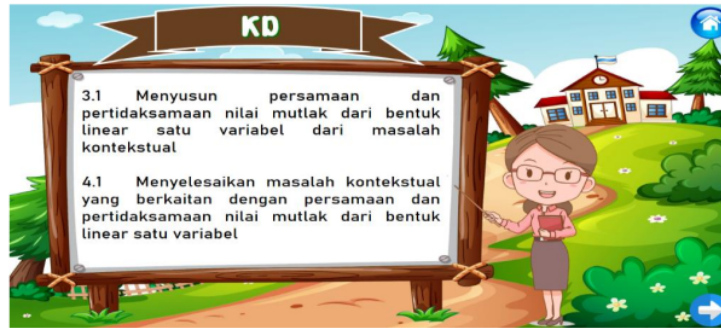 KD
3.1 Menyusun persamaan dan
pertidaksamaan nilai mutlak dari bentuk
linear satu variabel dari masalah
kontekstual
4.1 Menyelesaikan masalah kontekstual
yang berkaitan dengan persamaan dan
pertidaksamaan nilai mutlak dari bentuk
linear satu variabel